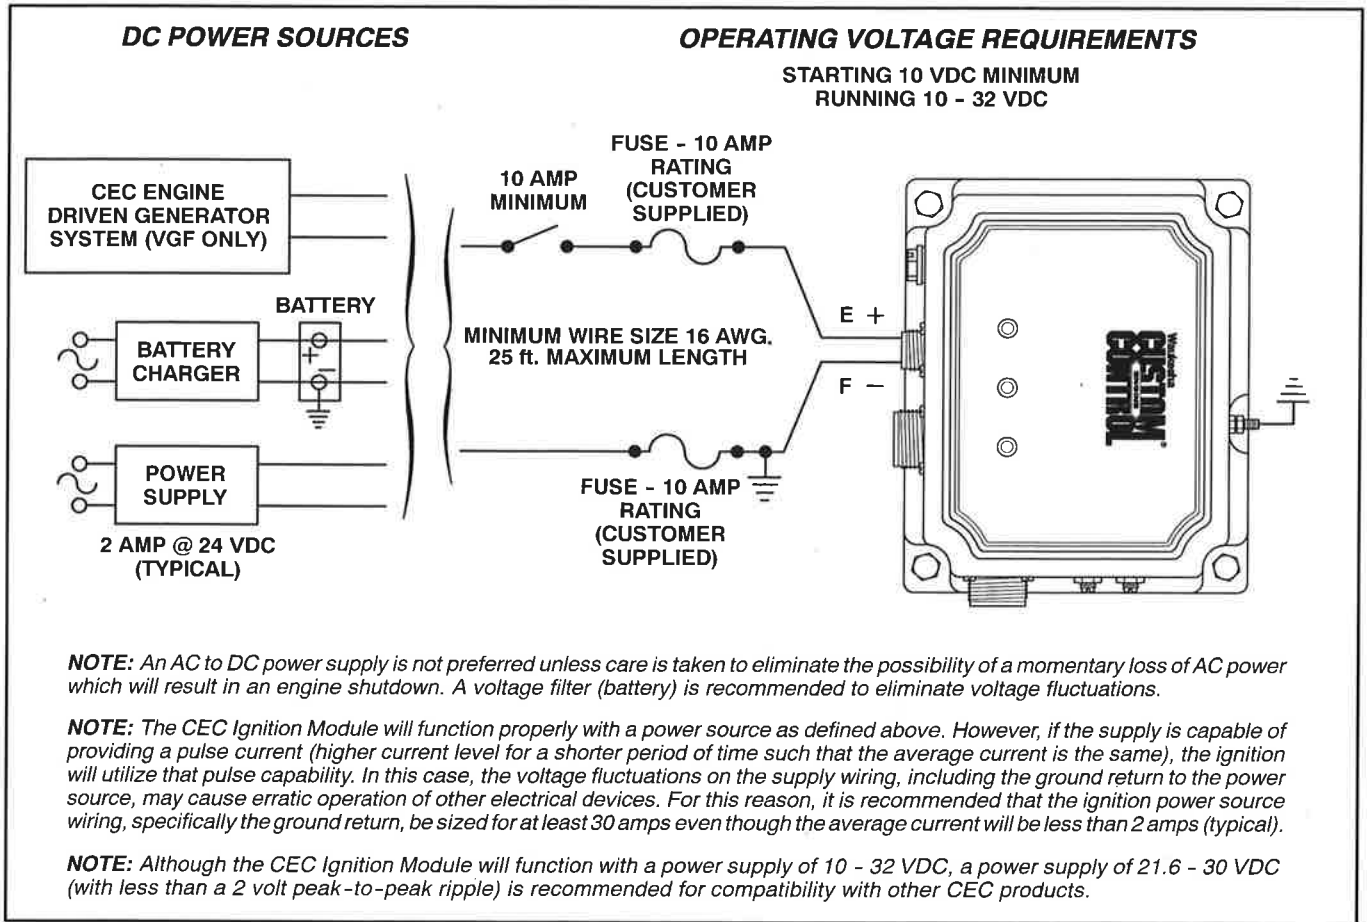 DC POWER SOURCES
OPERATING VOLTAGE REQUIREMENTS
STARTING 10 VDC MINIMUM
RUNNING 10 - 32 VDC
CEC ENGINE
DRIVEN GENERATOR
SYSTEM (VGF ONLY)
10 AMP
MINIMUM
FUSE - 10 AMP
RATING
(CUSTOMER
SUPPLIED)
BATTERY
+
−
BATTERY
CHARGER
MINIMUM WIRE SIZE 16 AWG.
25 ft. MAXIMUM LENGTH
E +
F −
Waukesha
CUSTOM
ENGINE
CONTROL®
POWER
SUPPLY
2 AMP @ 24 VDC
(TYPICAL)
FUSE - 10 AMP
RATING
(CUSTOMER
SUPPLIED)
NOTE: An AC to DC power supply is not preferred unless care is taken to eliminate the possibility of a momentary loss of AC power
which will result in an engine shutdown. A voltage filter (battery) is recommended to eliminate voltage fluctuations.
NOTE: The CEC Ignition Module will function properly with a power source as defined above. However, if the supply is capable of
providing a pulse current (higher current level for a shorter period of time such that the average current is the same), the ignition
will utilize that pulse capability. In this case, the voltage fluctuations on the supply wiring, including the ground return to the power
source, may cause erratic operation of other electrical devices. For this reason, it is recommended that the ignition power source
wiring, specifically the ground return, be sized for at least 30 amps even though the average current will be less than 2 amps (typical).
NOTE: Although the CEC Ignition Module will function with a power supply of 10 - 32 VDC, a power supply of 21.6 - 30 VDC
(with less than a 2 volt peak-to-peak ripple) is recommended for compatibility with other CEC products.